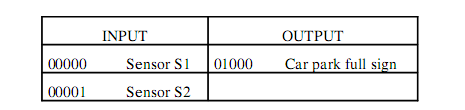 INPUT OUTPUT
00000 Sensor S1 01000 Car park full sign
00001 Sensor S2